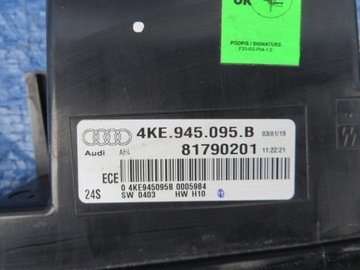 OK
PODPIS / SIGNATURE:
4KE.945.095.B 03/01/19
Audi AHL 81790201 11:22:21
ECE
0 4KE945095B 0005984
24S SW 0403 HW H10